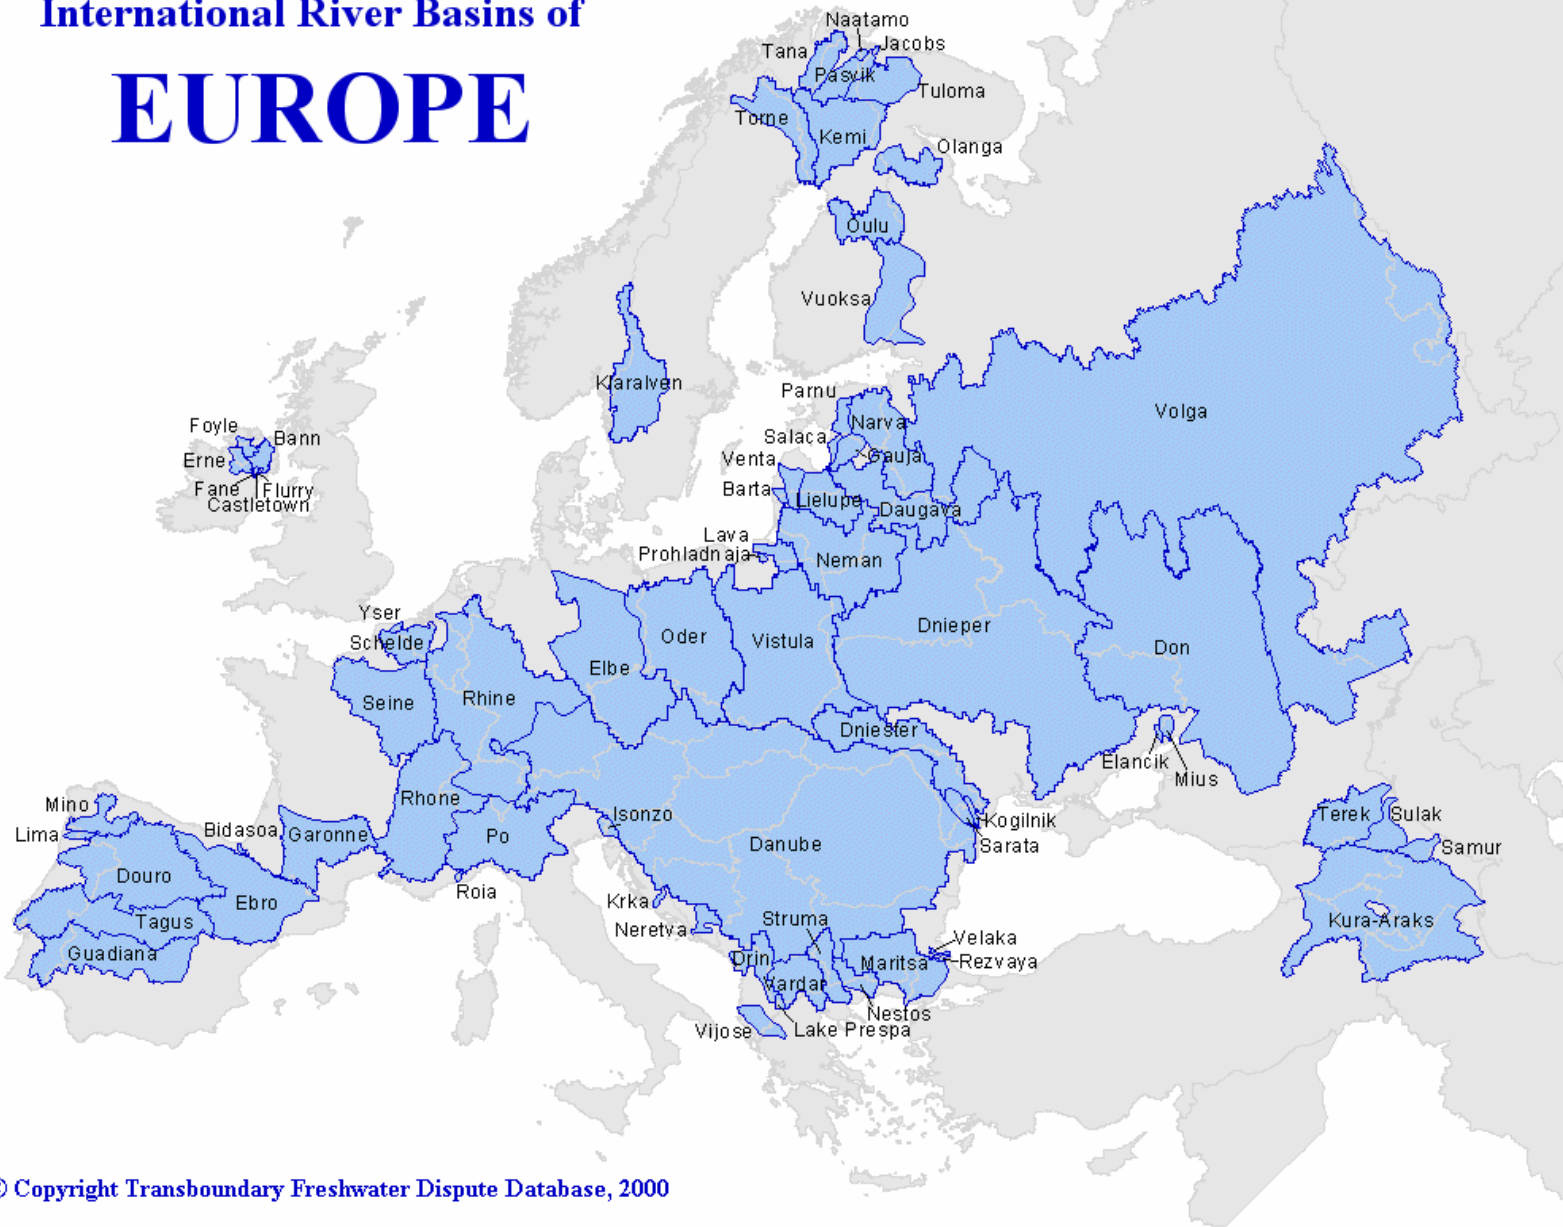 International River Basins of
EUROPE
Naatamo
Jacobs
Tana
Pasvik
Tuloma
Torne
Kemi
Olanga
Oulu
Vuoksa
Klaralven
Parnu
Narva
Volga
Foyle
Bann
Salaca
Gauja
Erne
Venta
Fane
Flurry
Barta
Lielupe
Castletown
Daugava
Lava
Prohladnaja
Neman
Yser
Schelde
Oder
Vistula
Dnieper
Don
Elbe
Seine
Rhine
Dniester
Elancik
Mius
Mino
Rhone
Isonzo
Kogilnik
Terek
Sulak
Lima
Bidasoa
Garonne
Po
Danube
Sarata
Samur
Douro
Roia
Ebro
Krka
Tagus
Struma
Kura-Araks
Neretva
Guadiana
Drin
Maritsa
Velaka
Rezvaya
Vardar
Nestos
Vijose
Lake Prespa
© Copyright Transboundary Freshwater Dispute Database, 2000